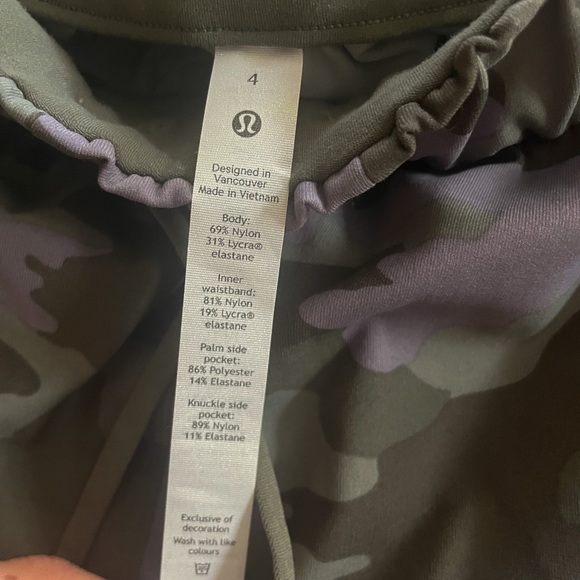 4
Designed in
Vancouver
Made in Vietnam
Body:
69% Nylon
31% Lycra®
elastane
Inner
waistband:
81% Nylon
19% Lycra®
elastane
Palm side
pocket:
86% Polyester
14% Elastane
Knuckle side
pocket:
89% Nylon
11% Elastane
Exclusive of
decoration
Wash with like
colours